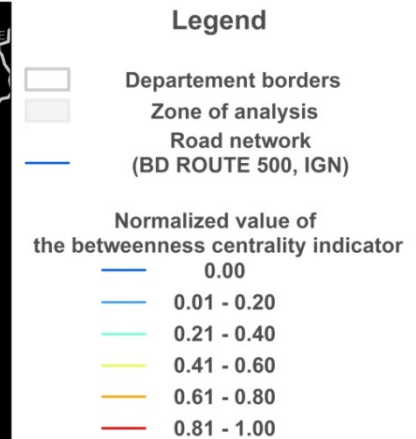 Legend
Departement borders
Zone of analysis
Road network
(BD ROUTE 500, IGN)
Normalized value of
the betweenness centrality indicator
0.00
0.01 - 0.20
0.21 - 0.40
0.41 - 0.60
0.61 - 0.80
0.81 - 1.00